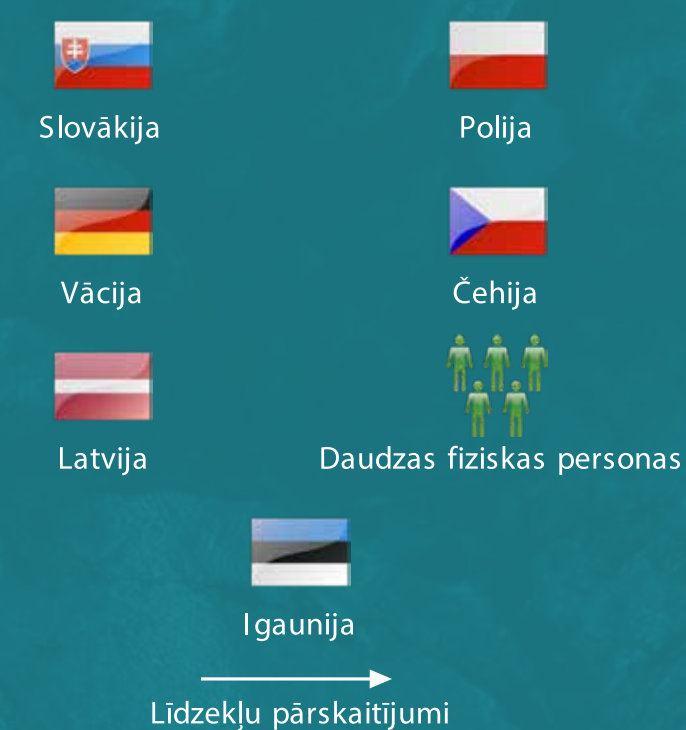 Slovākija
Polija
Vācija
Čehija
Latvija
Daudzas fiziskas personas
Igaunija
Līdzekļu pārskaitījumi